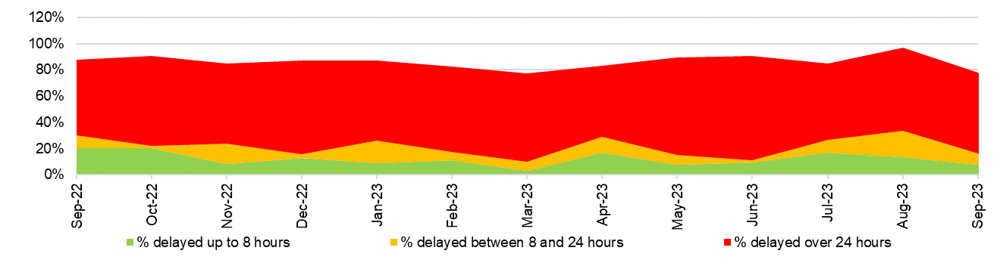 120%
100%
80%
60%
40%
20%
0%
Sep-22
Oct-22
Nov-22
Dec-22
Jan-23
Feb-23
Mar-23
Apr-23
May-23
Jun-23
Jul-23
Aug-23
Sep-23
% delayed up to 8 hours
% delayed between 8 and 24 hours
% delayed over 24 hours